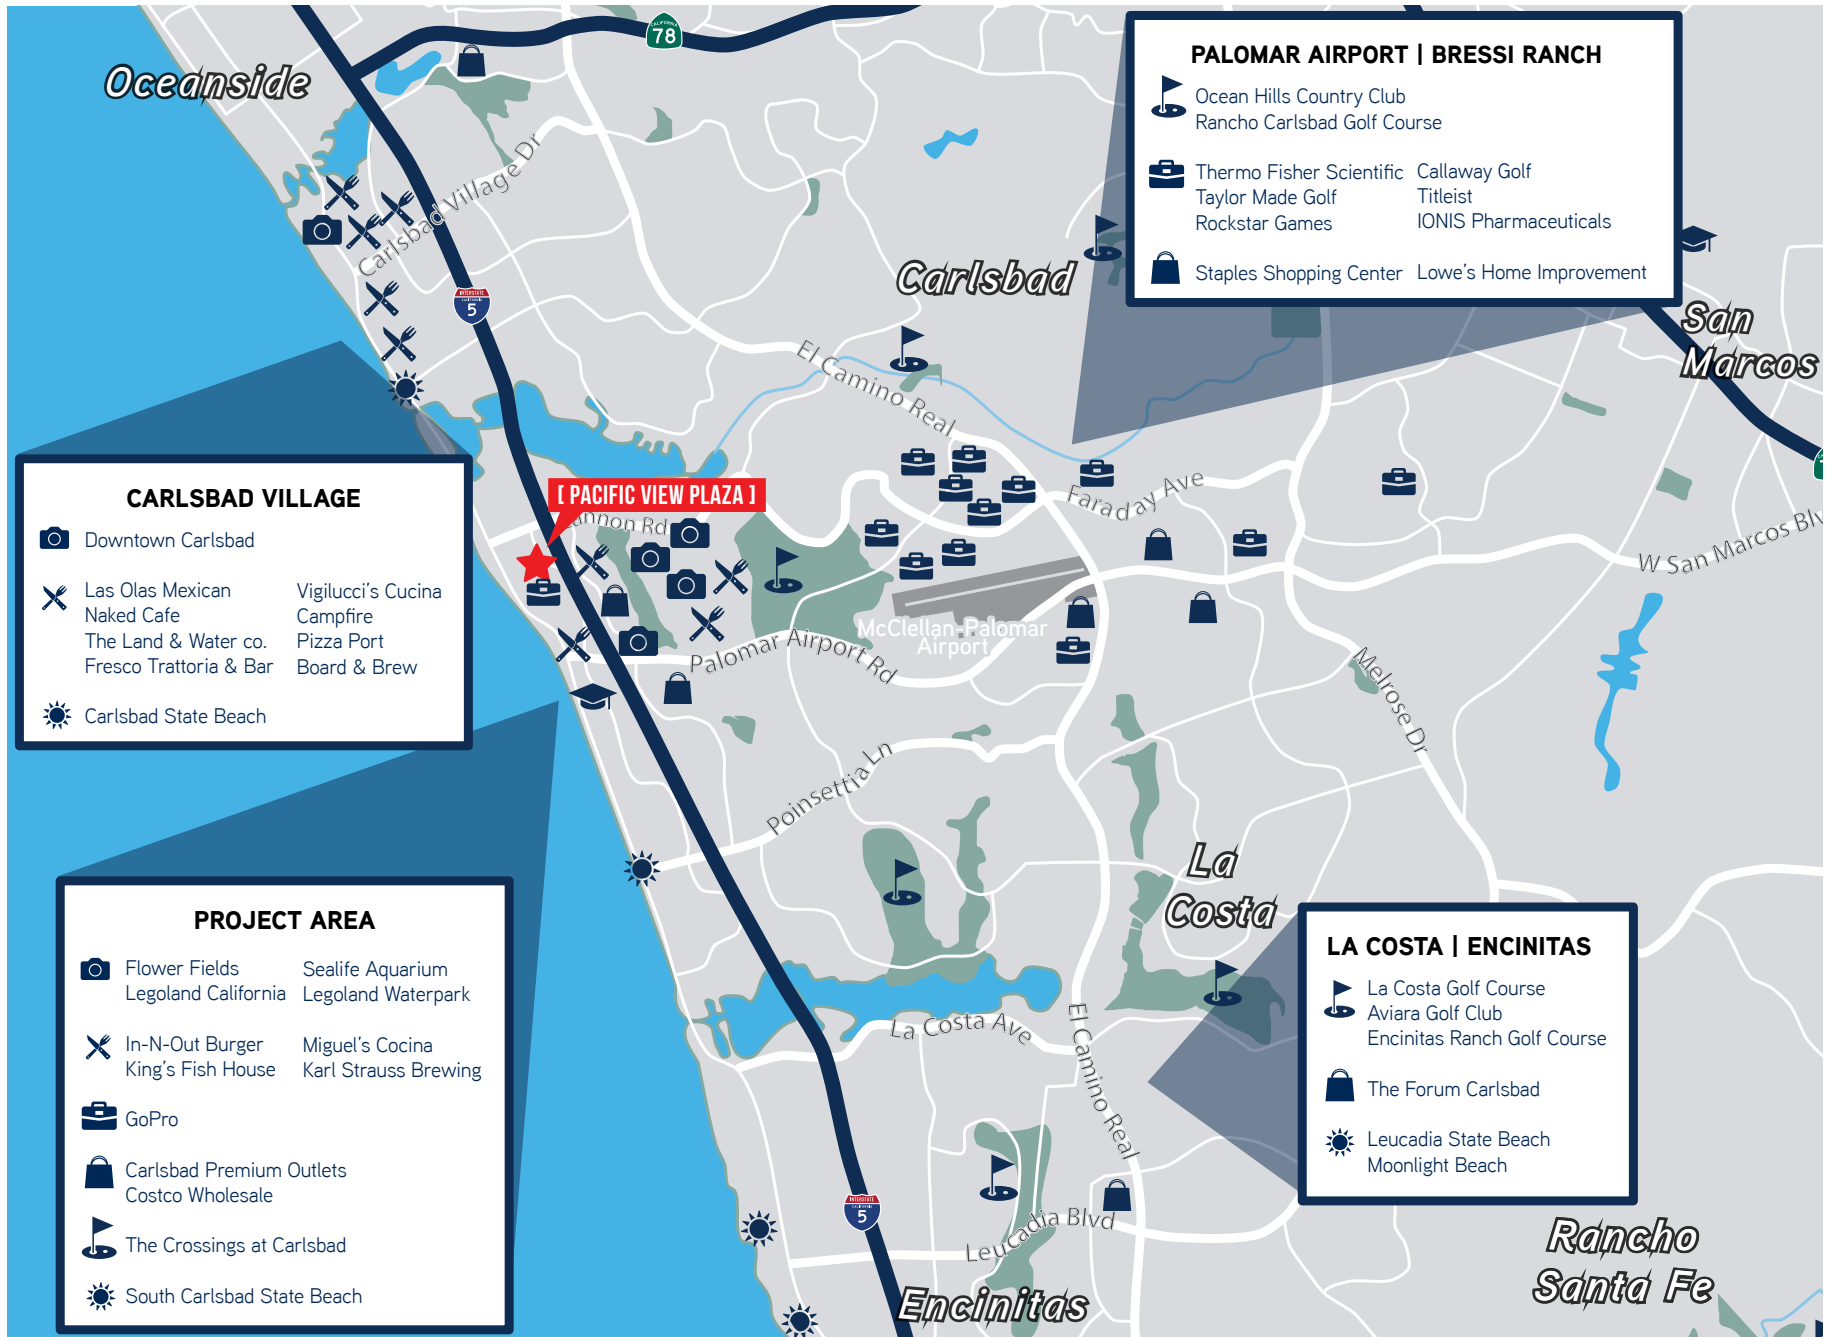 CALIFORNIA
78
Oceanside
PALOMAR AIRPORT | BRESSI RANCH
Ocean Hills Country Club
Rancho Carlsbad Golf Course
Thermo Fisher Scientific
Taylor Made Golf
Rockstar Games
Callaway Golf
Titleist
IONIS Pharmaceuticals
Staples Shopping Center
Lowe's Home Improvement
Carlsbad Village Dr
Carlsbad
INTERSTATE
CALIFORNIA
5
San
Marcos
El Camino Real
CARLSBAD VILLAGE
Downtown Carlsbad
Las Olas Mexican
Naked Cafe
The Land & Water co.
Fresco Trattoria & Bar
Vigilucci's Cucina
Campfire
Pizza Port
Board & Brew
Carlsbad State Beach
[ PACIFIC VIEW PLAZA ]
annon Rd
Faraday Ave
W San Marcos Blv
McClellan-Palomar
Airport
Palomar Airport Rd
Melrose Dr
Poinsettia Ln
La
Costa
PROJECT AREA
Flower Fields
Legoland California
Sealife Aquarium
Legoland Waterpark
In-N-Out Burger
King's Fish House
Miguel's Cocina
Karl Strauss Brewing
GoPro
Carlsbad Premium Outlets
Costco Wholesale
The Crossings at Carlsbad
South Carlsbad State Beach
LA COSTA | ENCINITAS
La Costa Golf Course
Aviara Golf Club
Encinitas Ranch Golf Course
The Forum Carlsbad
Leucadia State Beach
Moonlight Beach
La Costa Ave
El Camino Real
INTERSTATE
CALIFORNIA
5
Leucadia Blvd
Encinitas
Rancho
Santa Fe